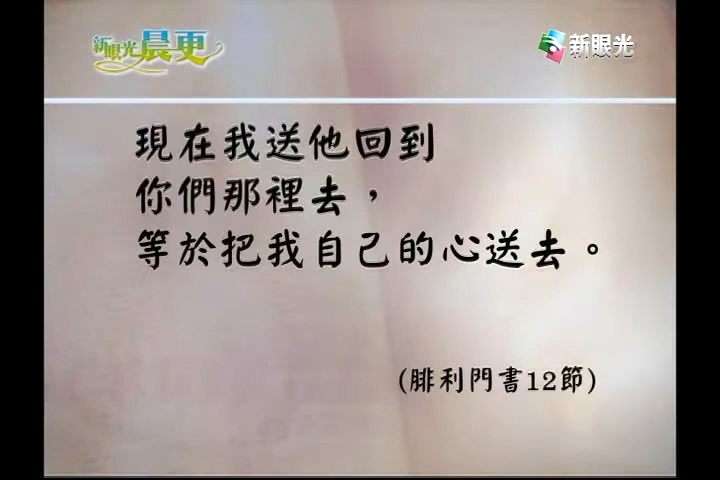 新眼光晨更
新眼光
現在我送他回到
你們那裡去，
等於把我自己的心送去。
(腓利門書12節)